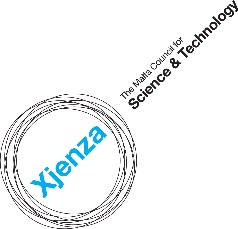 The Malta Council for
Science & Technology
Xjenza